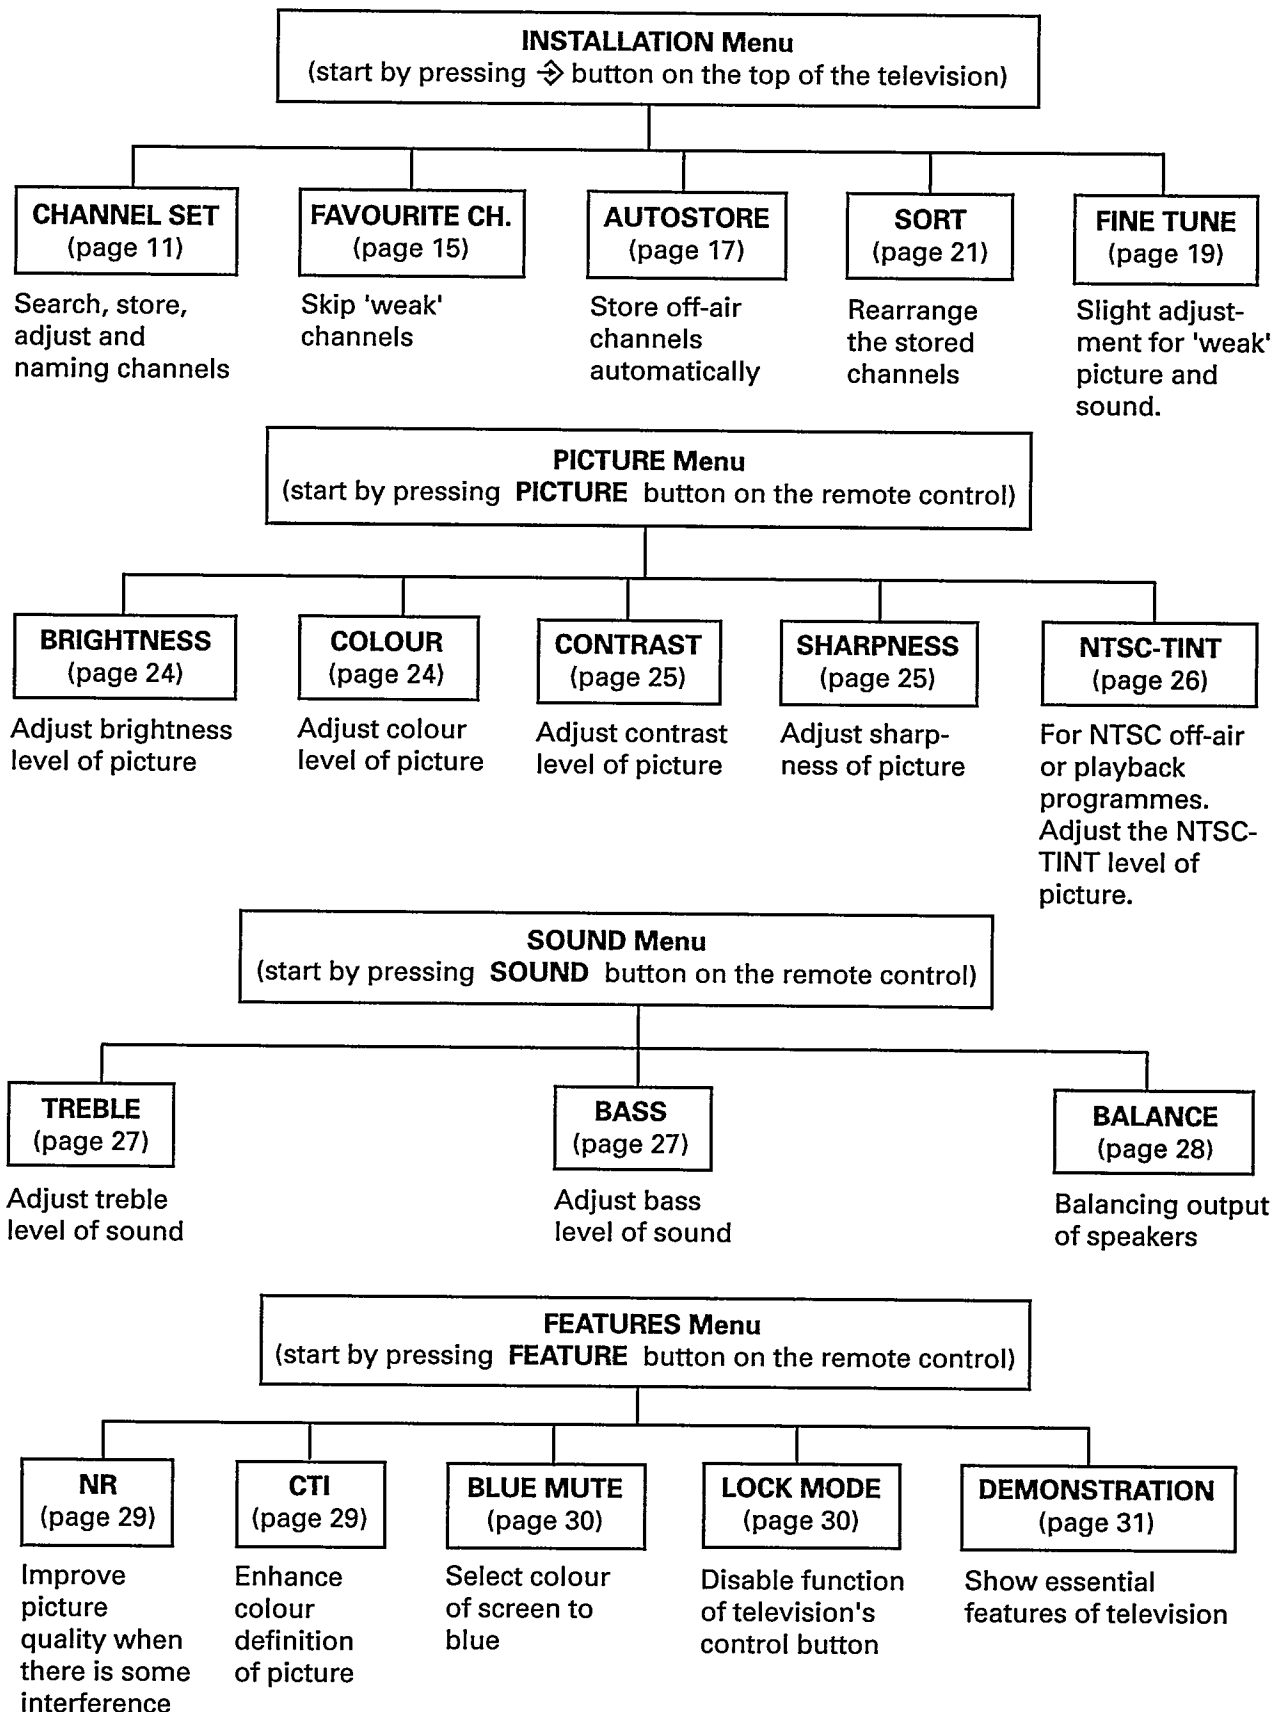 INSTALLATION Menu
(start by pressing button on the top of the television)
CHANNEL SET
(page 11)
Search, store,
adjust and
naming channels
FAVOURITE CH.
(page 15)
Skip 'weak'
channels
AUTOSTORE
(page 17)
Store off-air
channels
automatically
SORT
(page 21)
Rearrange
the stored
channels
FINE TUNE
(page 19)
Slight adjust-
ment for 'weak'
picture and
sound.
PICTURE Menu
(start by pressing PICTURE button on the remote control)
BRIGHTNESS
(page 24)
Adjust brightness
level of picture
COLOUR
(page 24)
Adjust colour
level of picture
CONTRAST
(page 25)
Adjust contrast
level of picture
SHARPNESS
(page 25)
Adjust sharp-
ness of picture
NTSC-TINT
(page 26)
For NTSC off-air
or playback
programmes.
Adjust the NTSC-
TINT level of
picture.
SOUND Menu
(start by pressing SOUND button on the remote control)
TREBLE
(page 27)
Adjust treble
level of sound
BASS
(page 27)
Adjust bass
level of sound
BALANCE
(page 28)
Balancing output
of speakers
FEATURES Menu
(start by pressing FEATURE button on the remote control)
NR
(page 29)
Improve
picture
quality when
there is some
interference
CTI
(page 29)
Enhance
colour
definition
of picture
BLUE MUTE
(page 30)
Select colour
of screen to
blue
LOCK MODE
(page 30)
Disable function
of television's
control button
DEMONSTRATION
(page 31)
Show essential
features of television